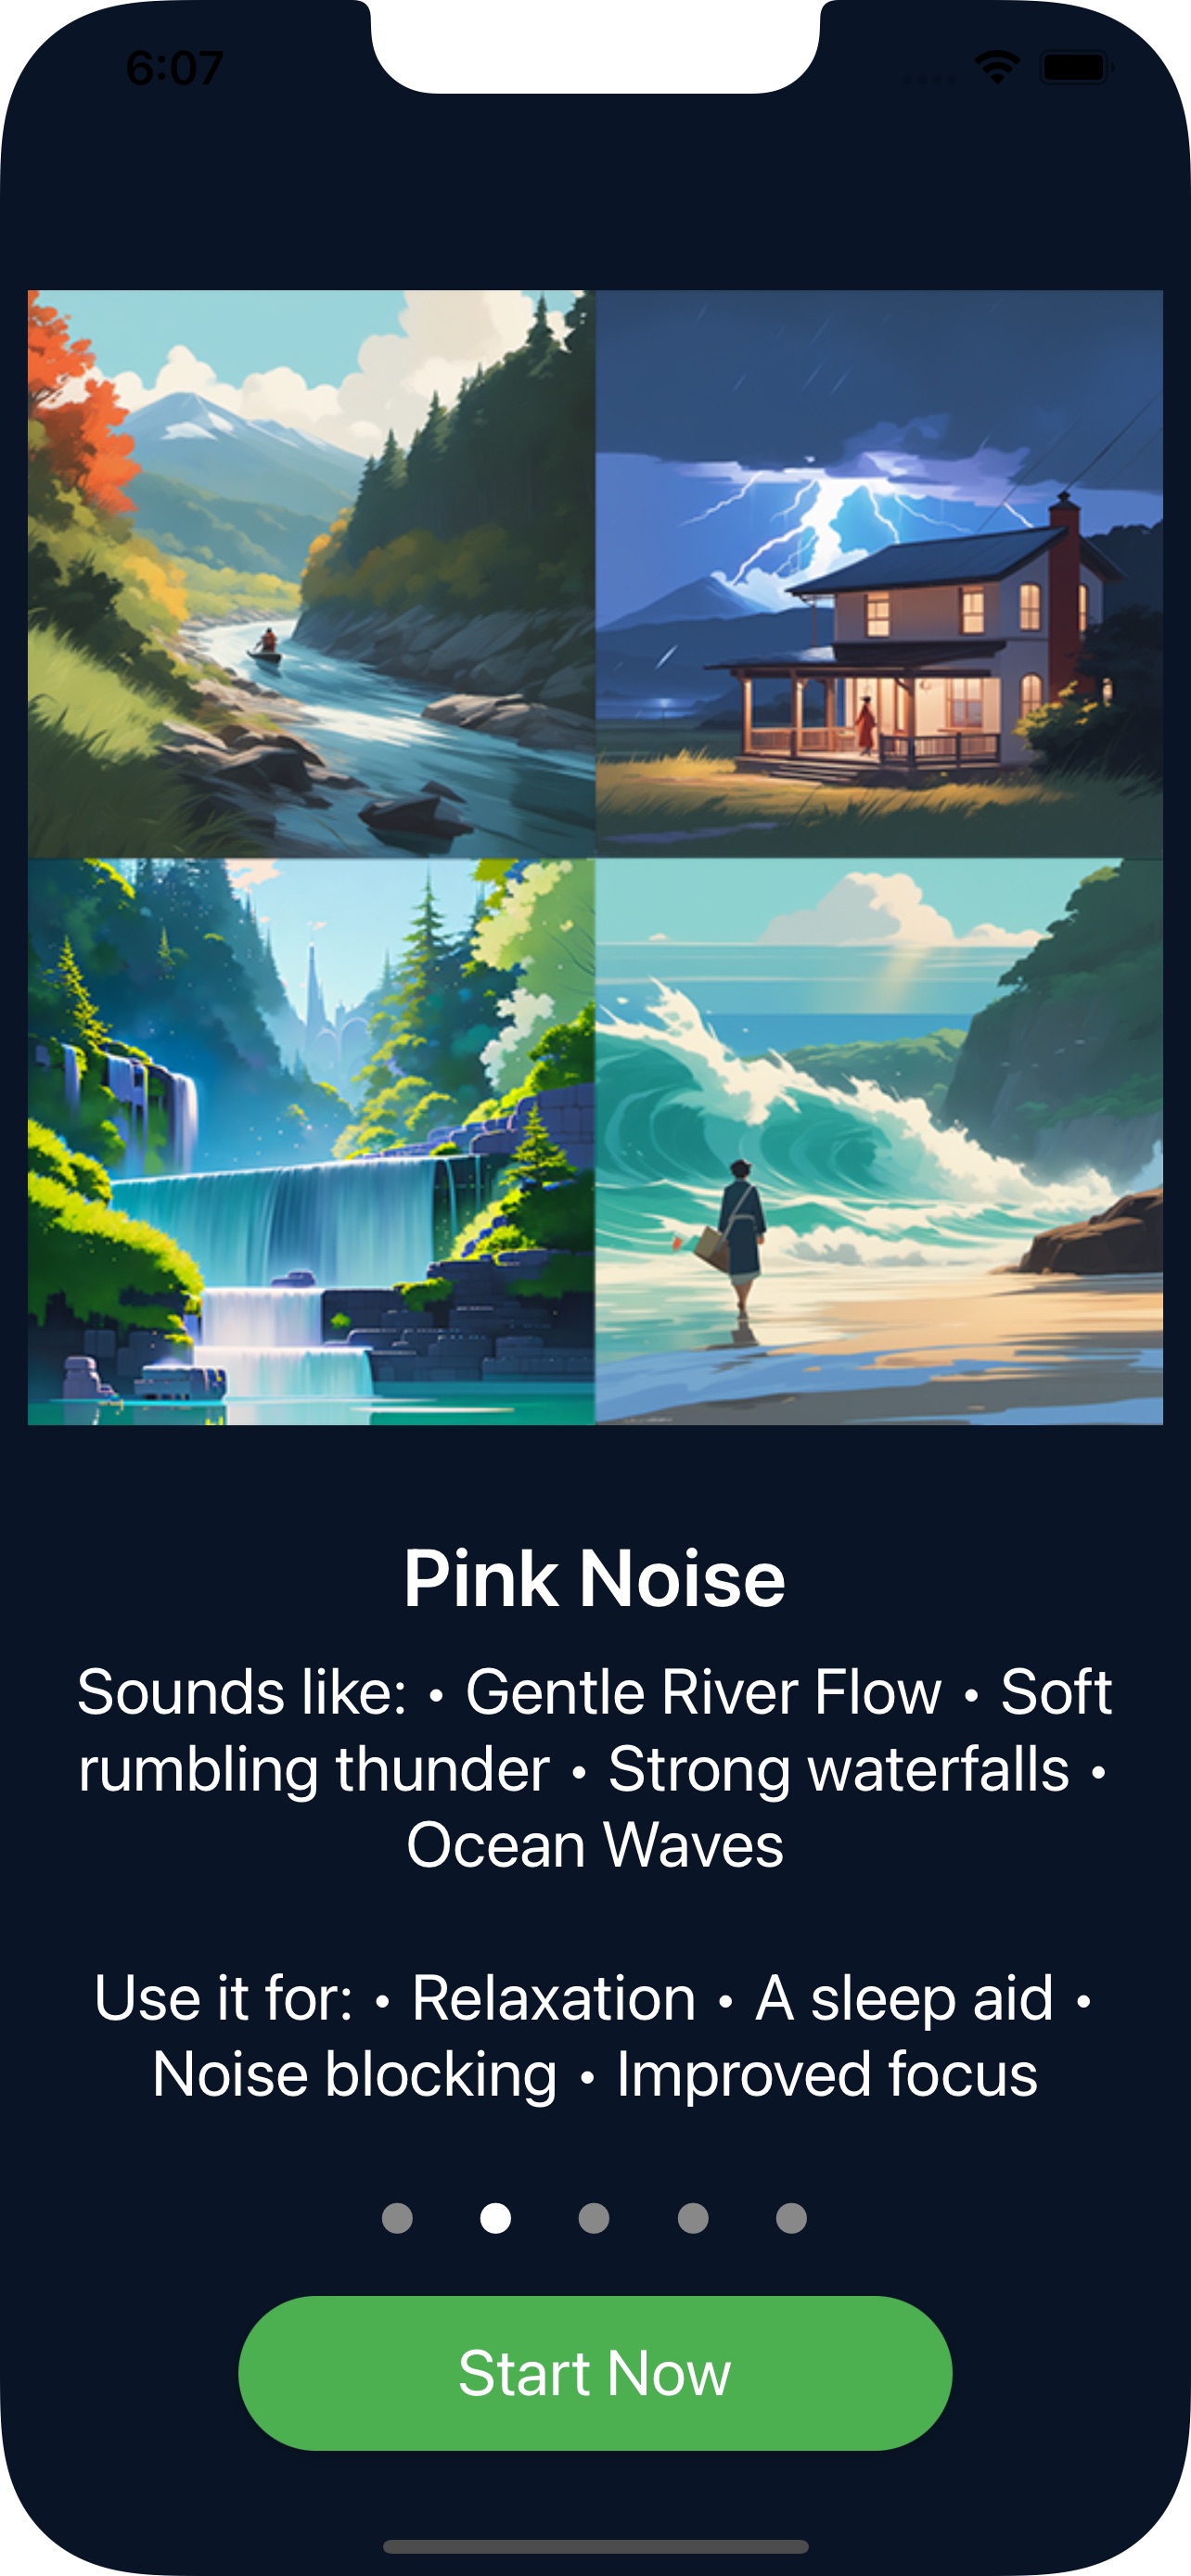 6:07
Pink Noise
Sounds like: • Gentle River Flow • Soft
rumbling thunder • Strong waterfalls •
Ocean Waves
Use it for: • Relaxation • A sleep aid •
Noise blocking • Improved focus
Start Now